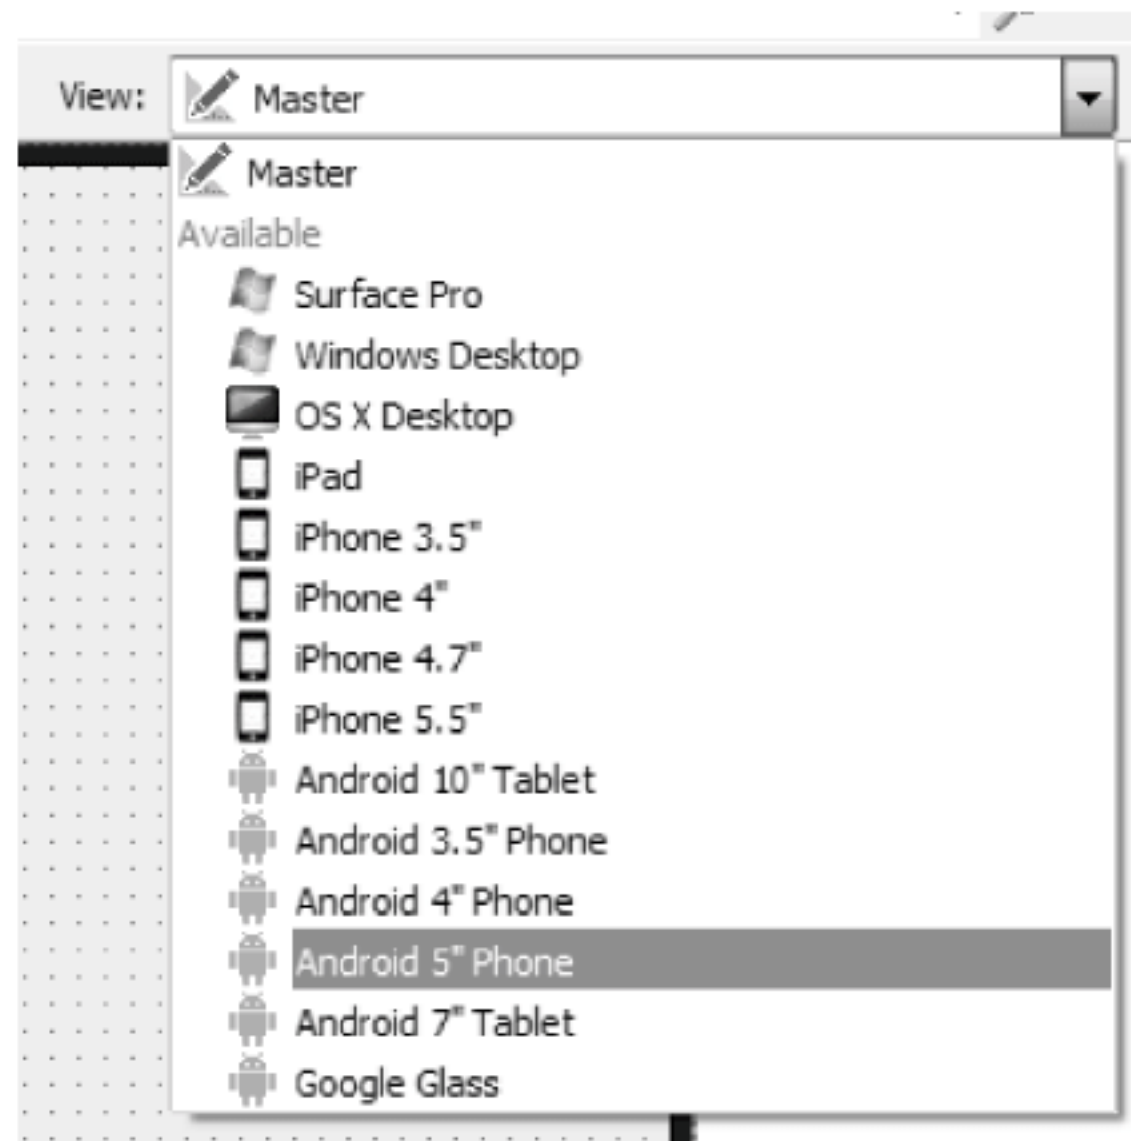 View: Master
Master
Available
Surface Pro
Windows Desktop
OS X Desktop
iPad
iPhone 3.5"
iPhone 4"
iPhone 4.7"
iPhone 5.5"
Android 10" Tablet
Android 3.5" Phone
Android 4" Phone
Android 5" Phone
Android 7" Tablet
Google Glass